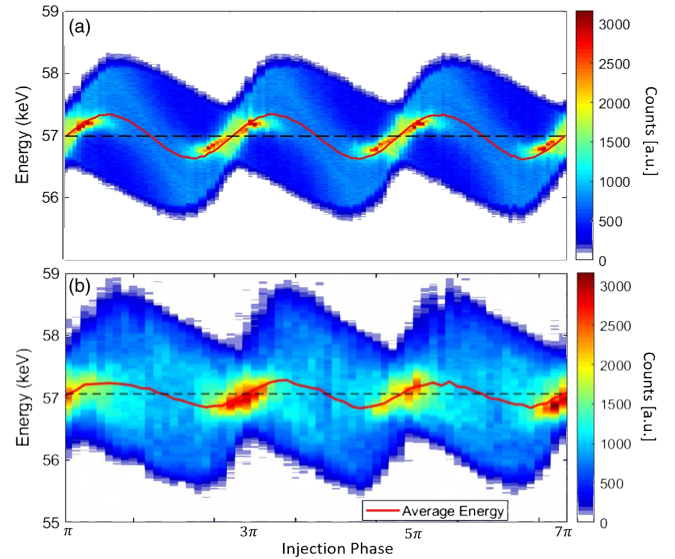 (a)
59
58
57
56
Energy (keV)
3000
2500
2000
1500
1000
500
0
Counts [a.u.]
(b)
59
58
57
56
55
Energy (keV)
3000
2500
2000
1500
1000
500
0
Counts [a.u.]
Average Energy
π 3π 5π 7π
Injection Phase